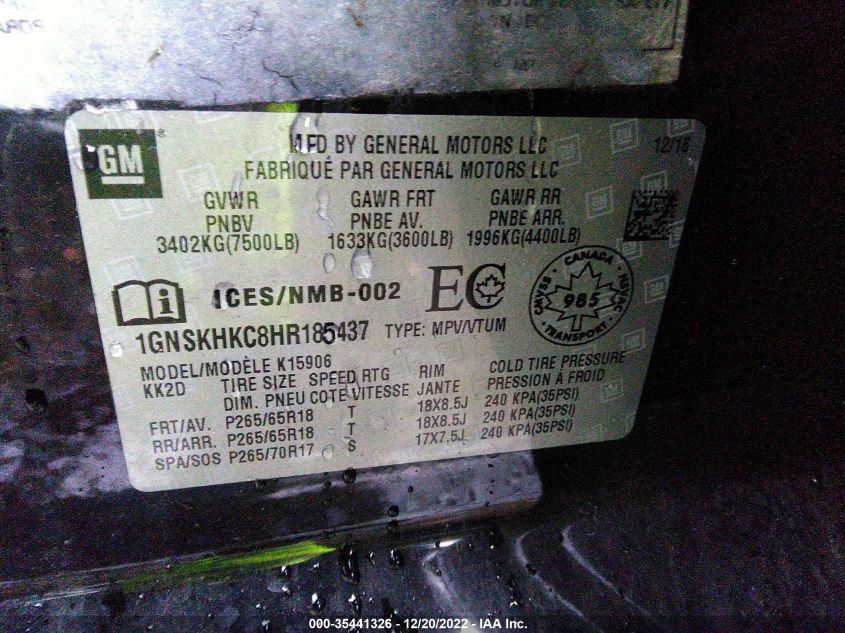 ARDS
GM
®
MFD BY GENERAL MOTORS LLC
12/16
FABRIQUÉ PAR GENERAL MOTORS LLC
GVWR GAWR FRT GAWR RR
PNBV PNBE AV. PNBE ARR.
3402KG(7500LB) 1633KG(3600LB) 1996KG(4400LB)
ICES/NMB-002
EC
CANADA
985
TRANSPORT
1GNSKHKC8HR185437 TYPE: MPV/VTUM
MODEL/MODÈLE K15906
KK2D TIRE SIZE SPEED RTG RIM COLD TIRE PRESSURE
DIM. PNEU COTE VITESSE JANTE PRESSION À FROID
FRT/AV. P265/65R18 T 18X8.5J 240 KPA(35PSI)
RR/ARR. P265/65R18 T 18X8.5J 240 KPA(35PSI)
SPA/SOS P265/70R17 S 17X7.5J 240 KPA(35PSI)
000-35441326 - 12/20/2022 - IAA Inc.